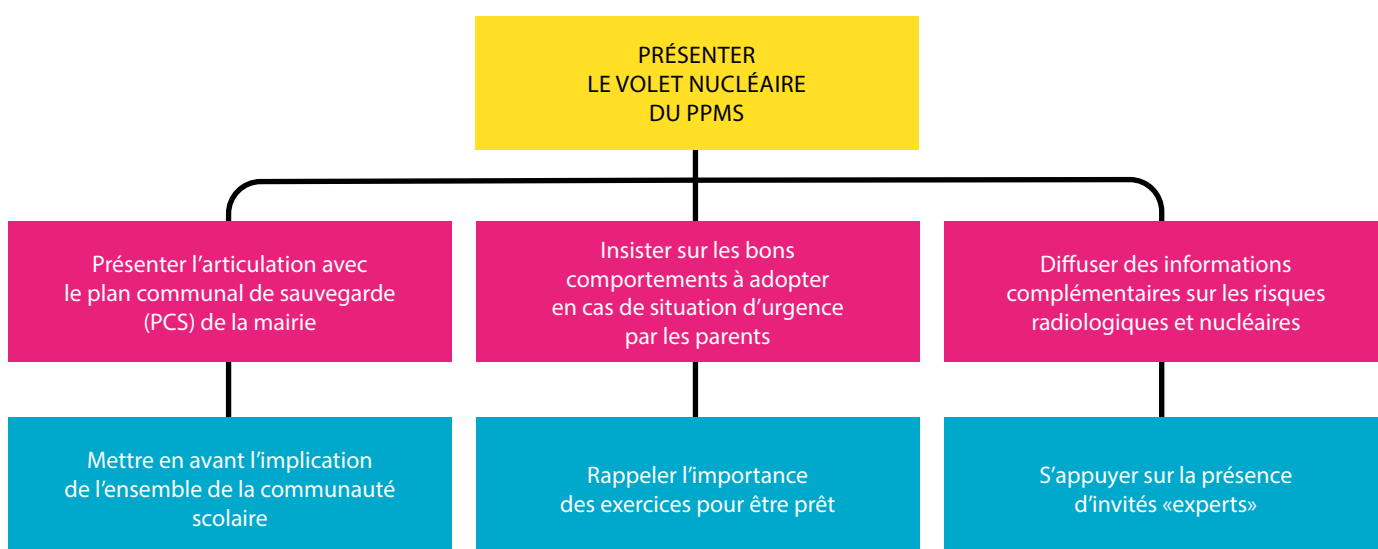 PRÉSENTER
LE VOLET NUCLÉAIRE
DU PPMS
Présenter l’articulation avec
le plan communal de sauvegarde
(PCS) de la mairie
Insister sur les bons
comportements à adopter
en cas de situation d’urgence
par les parents
Diffuser des informations
complémentaires sur les risques
radiologiques et nucléaires
Mettre en avant l’implication
de l’ensemble de la communauté
scolaire
Rappeler l’importance
des exercices pour être prêt
S’appuyer sur la présence
d’invités «experts»